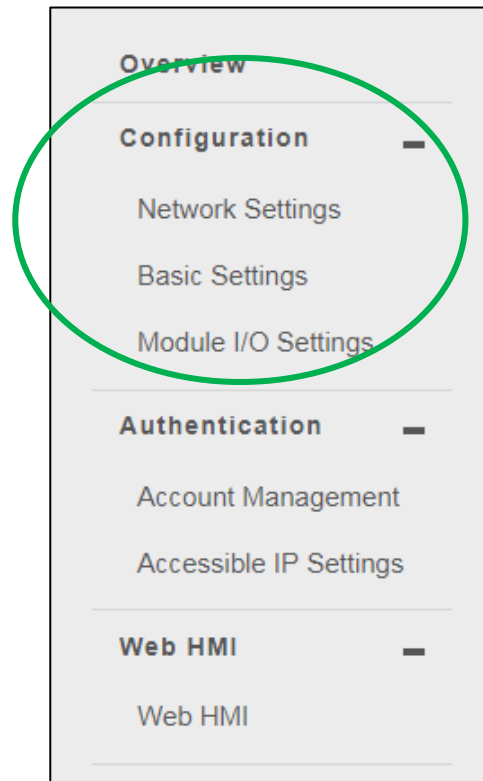 Overview
Configuration
Network Settings
Basic Settings
Module I/O Settings
Authentication
Account Management
Accessible IP Settings
Web HMI
Web HMI